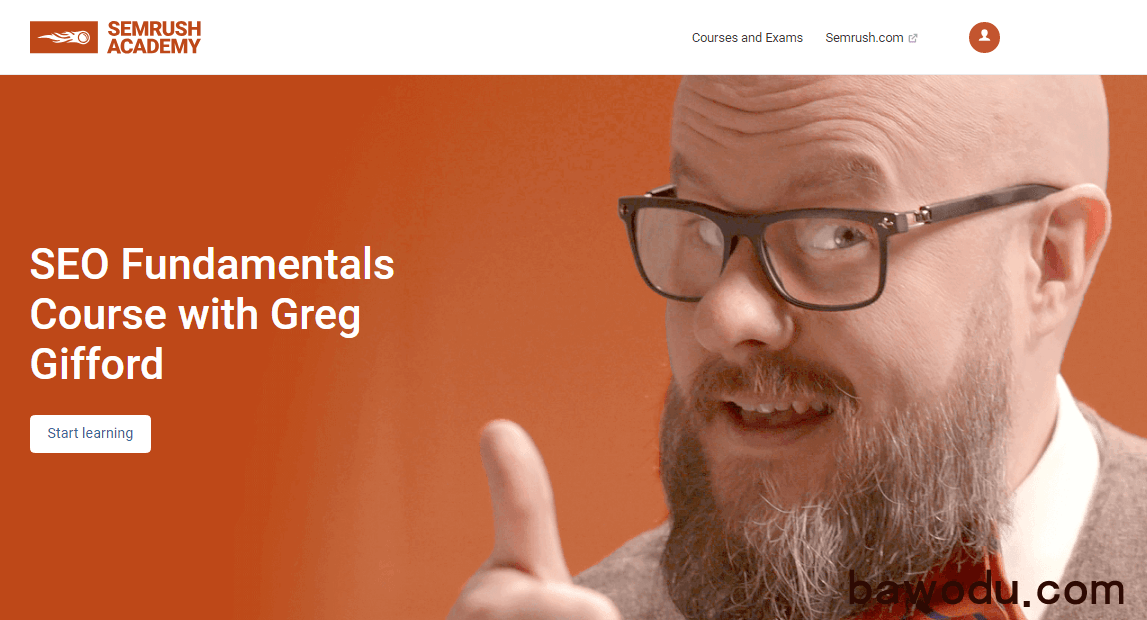 SEMRUSH
ACADEMY
Courses and Exams
Semrush.com
SEO Fundamentals
Course with Greg
Gifford
Start learning
bawodu.com